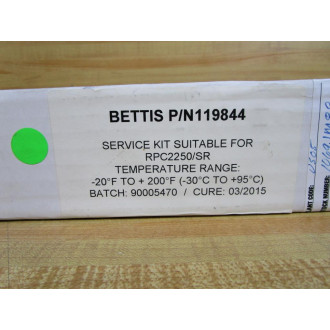 BETTIS P/N119844
SERVICE KIT SUITABLE FOR
RPC2250/SR
TEMPERATURE RANGE:
-20°F TO + 200°F (-30°C TO +95°C)
BATCH: 90005470 / CURE: 03/2015